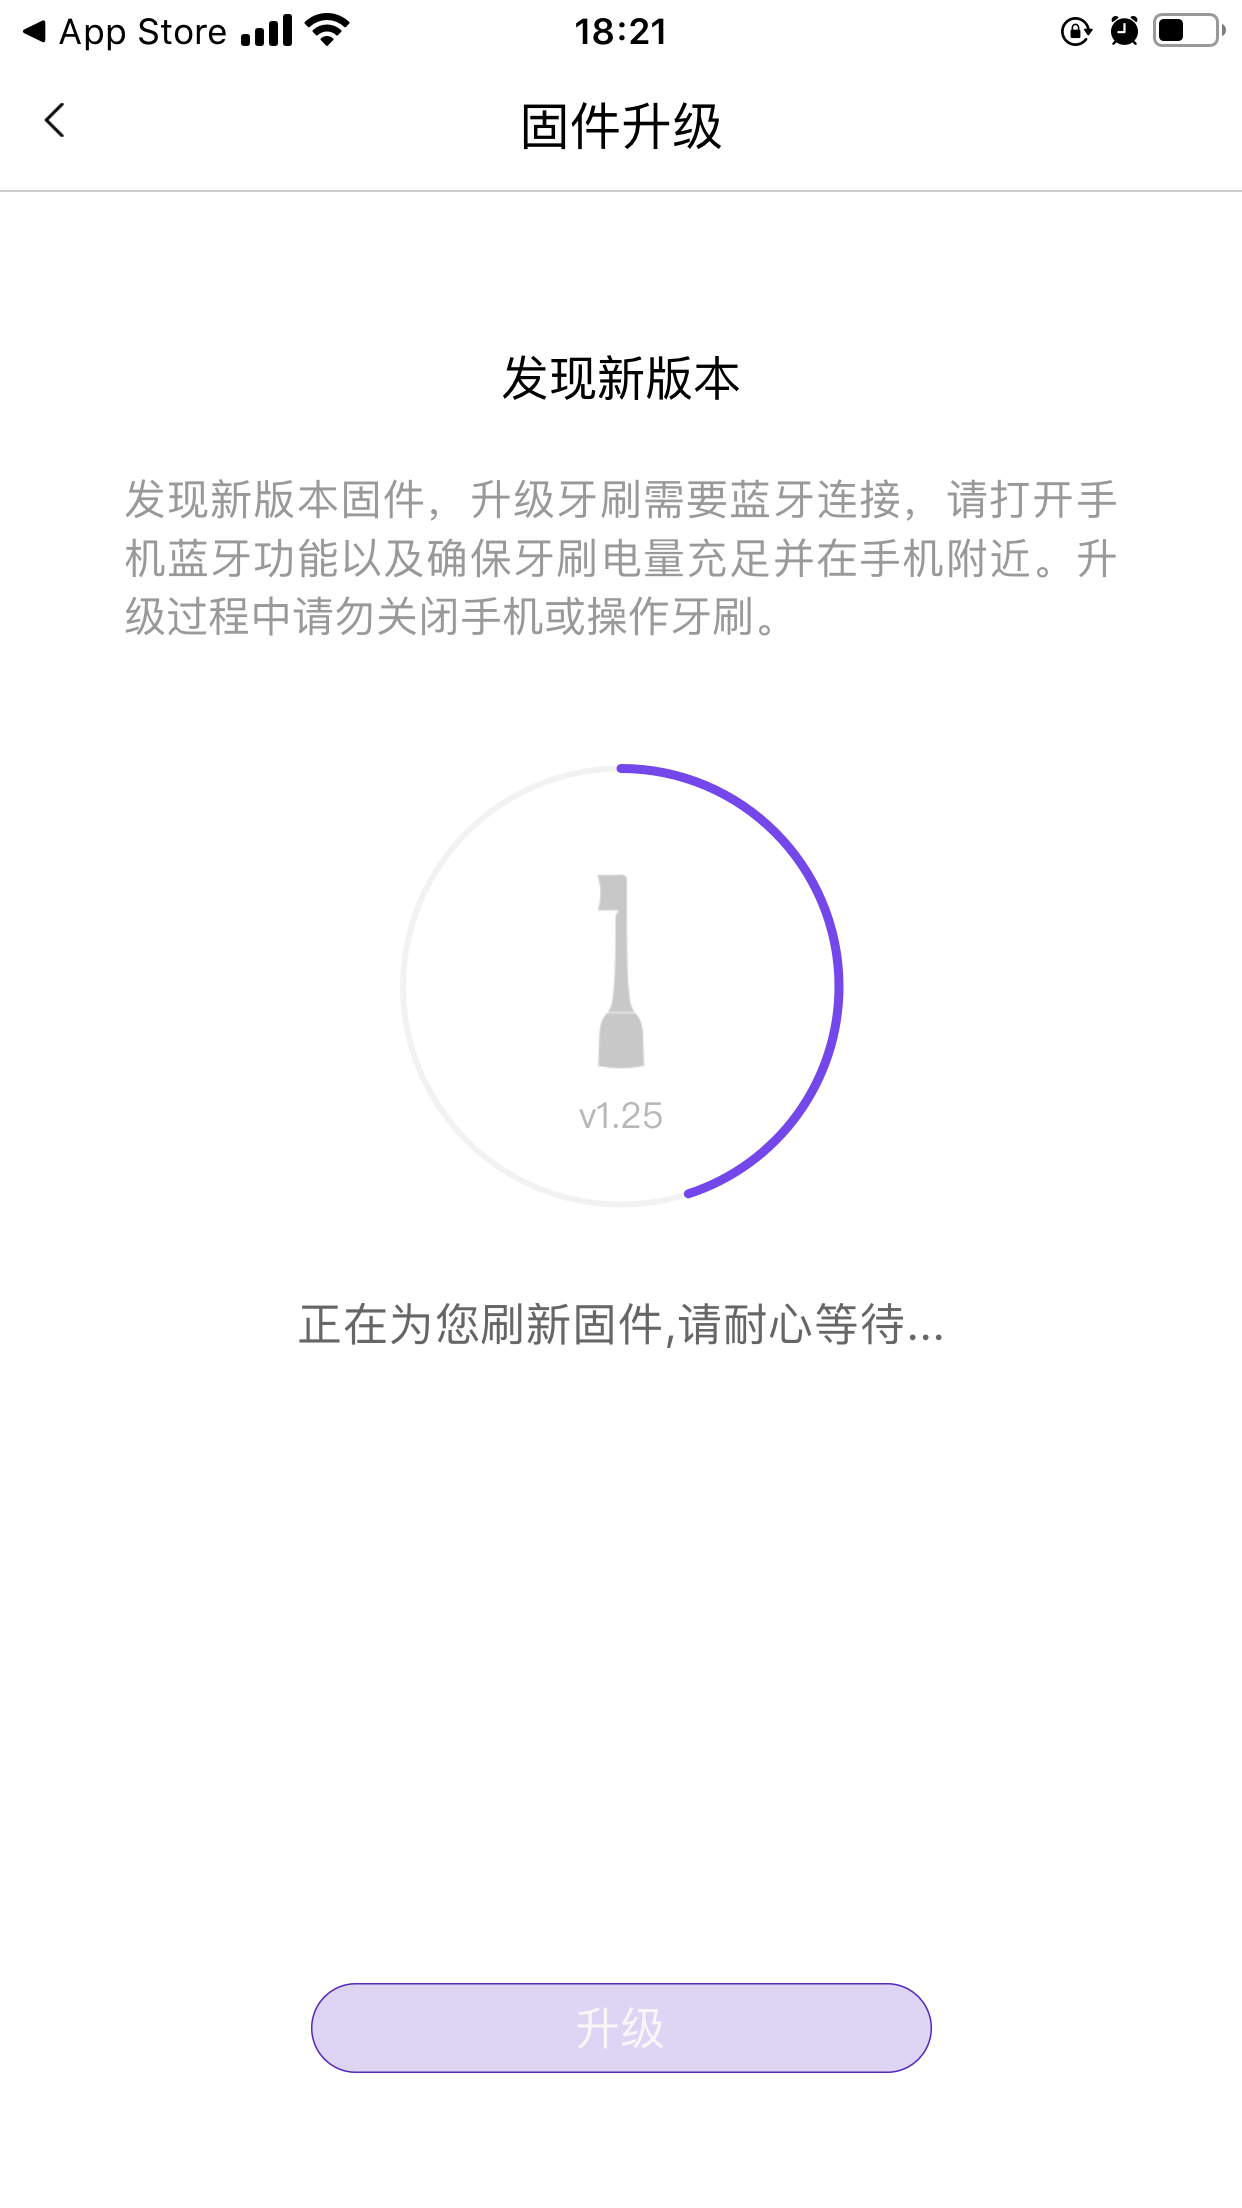 App Store
18:21
固件升级
发现新版本
发现新版本固件，升级牙刷需要蓝牙连接，请打开手
机蓝牙功能以及确保牙刷电量充足并在手机附近。升
级过程中请勿关闭手机或操作牙刷。
v1.25
正在为您刷新固件,请耐心等待...
升级